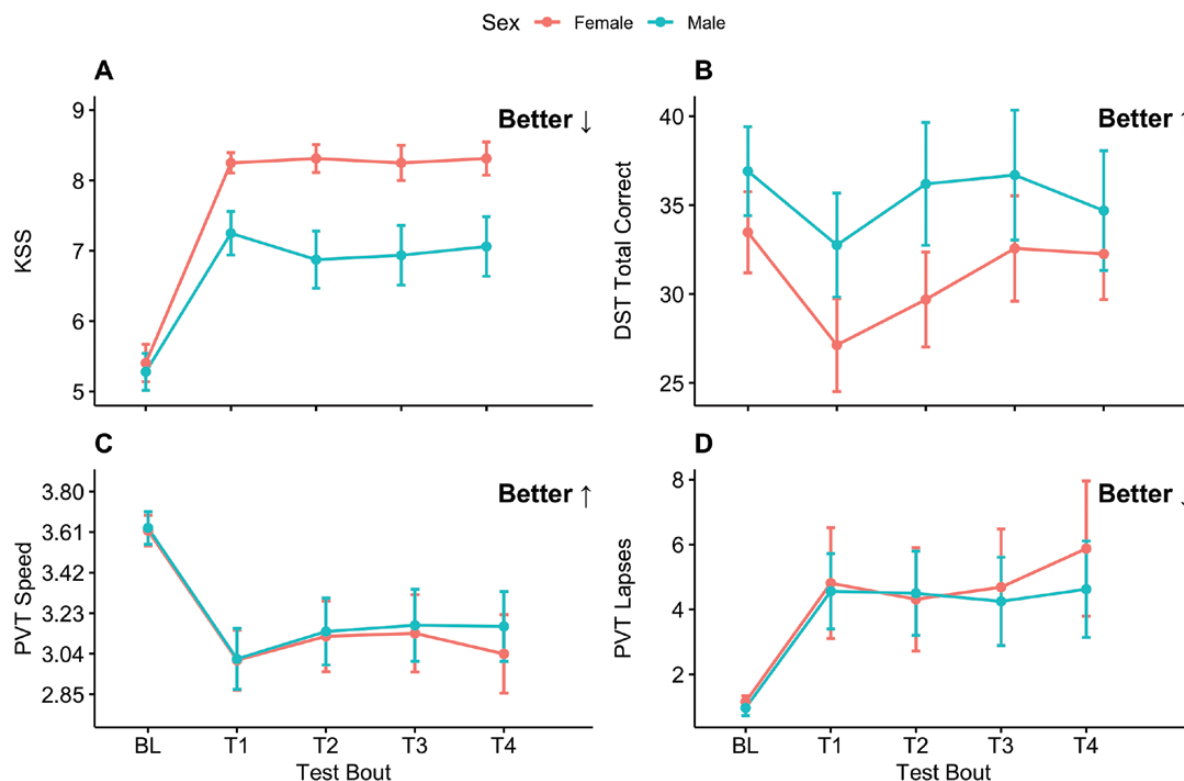 Sex Female Male
A
Better ↓
KSS
9
8
7
6
5
B
Better ↑
DST Total Correct
40
35
30
25
C
Better ↑
PVT Speed
3.80
3.61
3.42
3.23
3.04
2.85
BL T1 T2 T3 T4
Test Bout
D
Better ↓
PVT Lapses
8
6
4
2
BL T1 T2 T3 T4
Test Bout